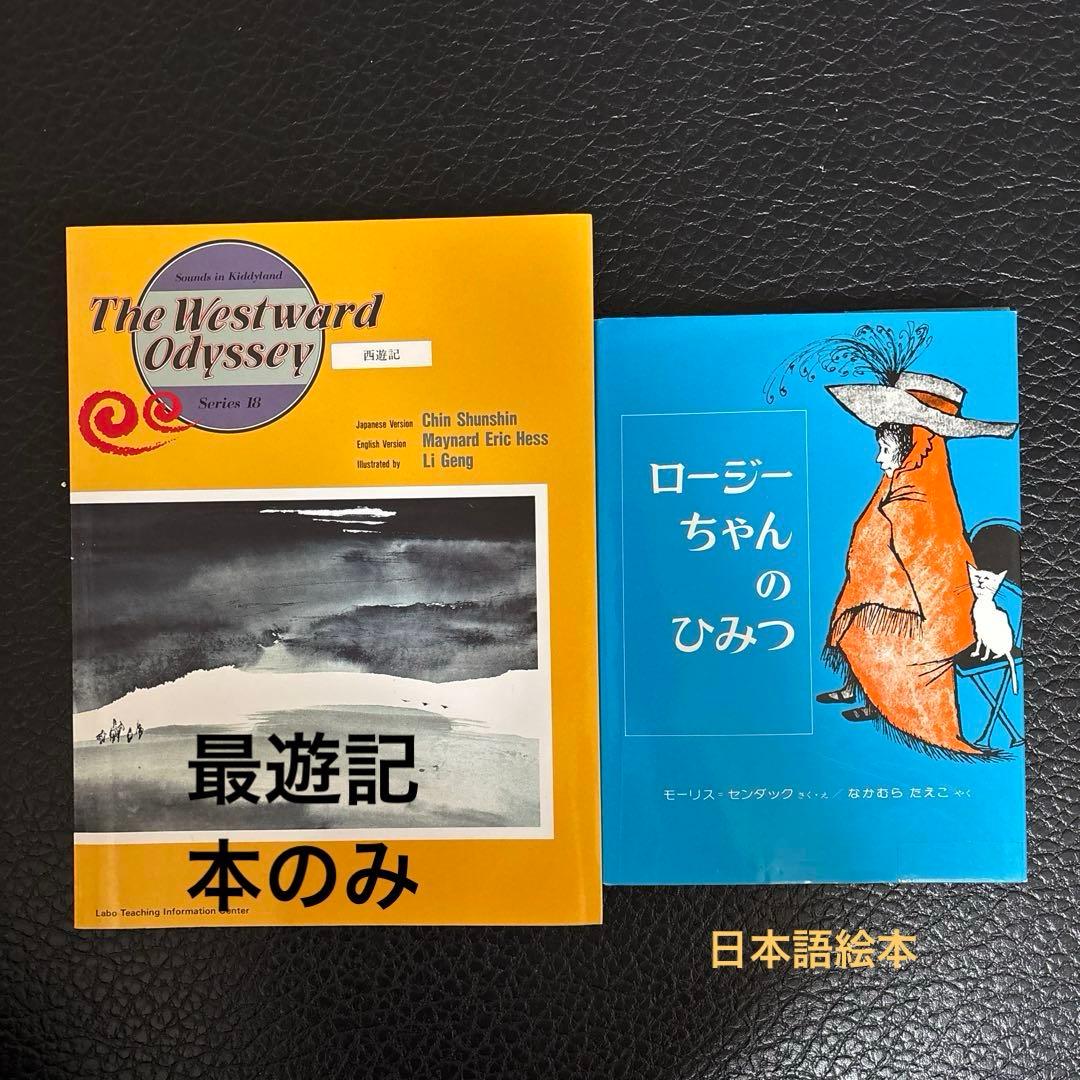 Sounds in Kiddyland
The Westward
Odyssey
西遊記
Series 18
Japanese Version Chin Shunshin
English Version Maynard Eric Hess
Illustrated by Li Geng
最遊記
本のみ
Labo Teaching Information Center
ロージー
ちゃん
の
ひみつ
モーリス=センダック さく・え/なかむら たえこ やく
日本語絵本